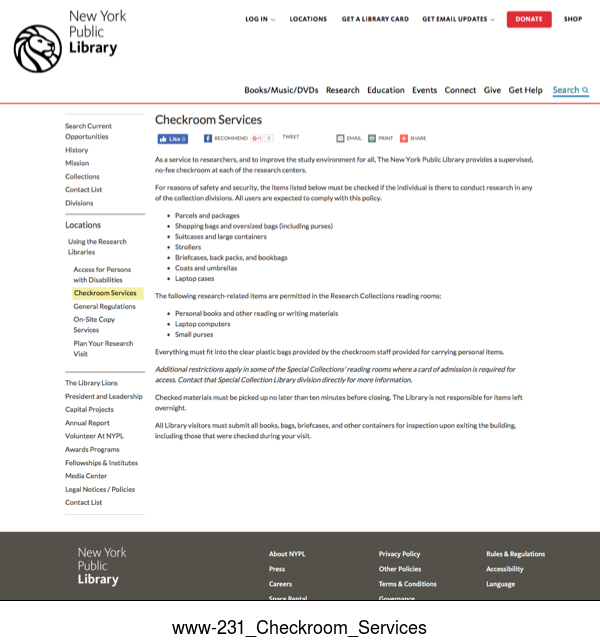 New York
Public
Library
LOG IN
LOCATIONS
GET A LIBRARY CARD
GET EMAIL UPDATES
DONATE
SHOP
Books/Music/DVDs Research Education Events Connect Give Get Help Search
Search Current
Opportunities
History
Mission
Collections
Contact List
Divisions
Locations
Using the Research
Libraries
Access for Persons
with Disabilities
Checkroom Services
General Regulations
On-Site Copy
Services
Plan Your Research
Visit
The Library Lions
President and Leadership
Capital Projects
Annual Report
Volunteer At NYPL
Awards Programs
Fellowships & Institutes
Media Center
Legal Notices / Policies
Contact List
Checkroom Services
Like 0
RECOMMEND
G+1 0
TWEET
EMAIL
PRINT
SHARE
As a service to researchers, and to improve the study environment for all, The New York Public Library provides a supervised,
no-fee checkroom at each of the research centers.
For reasons of safety and security, the items listed below must be checked if the individual is there to conduct research in any
of the collection divisions. All users are expected to comply with this policy.
• Parcels and packages
• Shopping bags and oversized bags (including purses)
• Suitcases and large containers
• Strollers
• Briefcases, back packs, and bookbags
• Coats and umbrellas
• Laptop cases
The following research-related items are permitted in the Research Collections reading rooms:
• Personal books and other reading or writing materials
• Laptop computers
• Small purses
Everything must fit into the clear plastic bags provided by the checkroom staff provided for carrying personal items.
Additional restrictions apply in some of the Special Collections' reading rooms where a card of admission is required for
access. Contact that Special Collection Library division directly for more information.
Checked materials must be picked up no later than ten minutes before closing. The Library is not responsible for items left
overnight.
All Library visitors must submit all books, bags, briefcases, and other containers for inspection upon exiting the building,
including those that were checked during your visit.
New York
Public
Library
About NYPL
Press
Careers
Space Rental
Privacy Policy
Other Policies
Terms & Conditions
Governance
Rules & Regulations
Accessibility
Language
www-231_Checkroom_Services